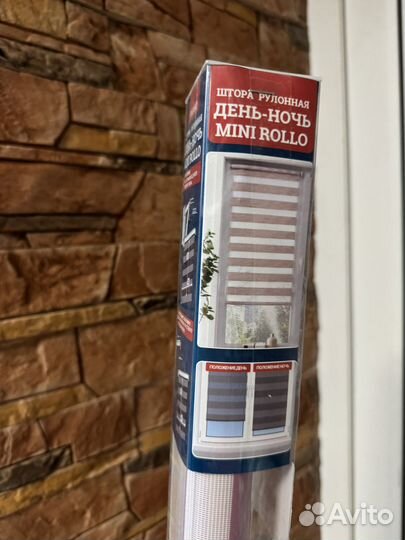 ШТОРА РУЛОННАЯ
ДЕНЬ-НОЧЬ
MINI ROLLO
ПОЛОЖЕНИЕ ДЕНЬ
ПОЛОЖЕНИЕ НОЧЬ
Avito